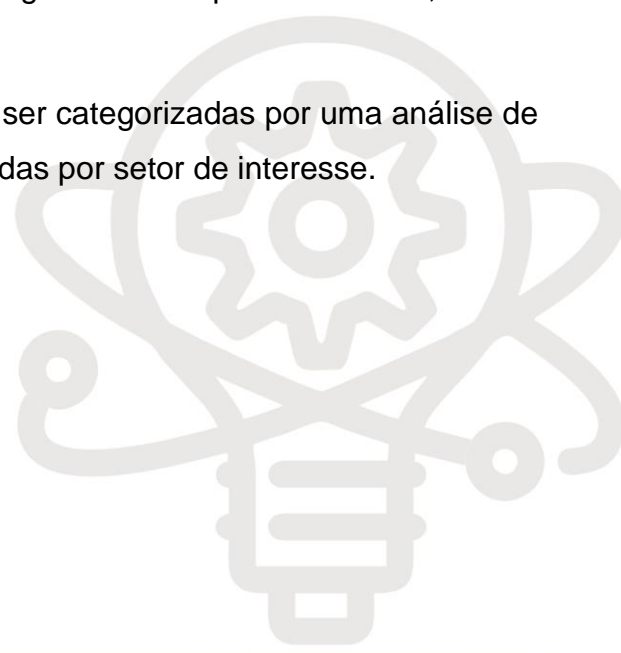 ser categorizadas por uma análise de
das por setor de interesse.